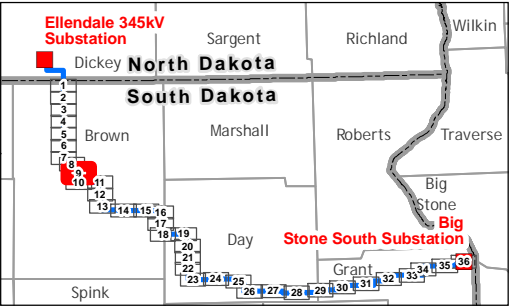 Ellendale 345kV
Substation
Sargent
Richland
Wilkin
Dickey
North Dakota
South Dakota
1
2
3
4
5
6
7
8
9
10
11
12
13
14
15
16
17
18
19
20
21
22
23
24
25
26
27
28
29
30
31
32
33
34
35
36
Brown
Marshall
Roberts
Traverse
Big
Stone
Day
Big
Stone South Substation
Grant
Spink